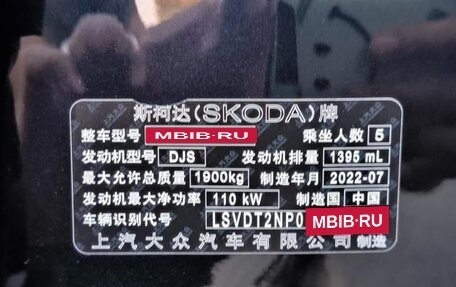 斯柯达(SKODA)牌
整车型号 MBIB-RU 乘坐人数 5
发动机型号 DJS 发动机排量 1395 mL
最大允许总质量 1900kg 制造年月 2022-07
发动机最大净功率 110 kW 制造国 中国
车辆识别代号 LSVDT2NP0 MBIB·RU
上汽大众汽车有限公司 制造